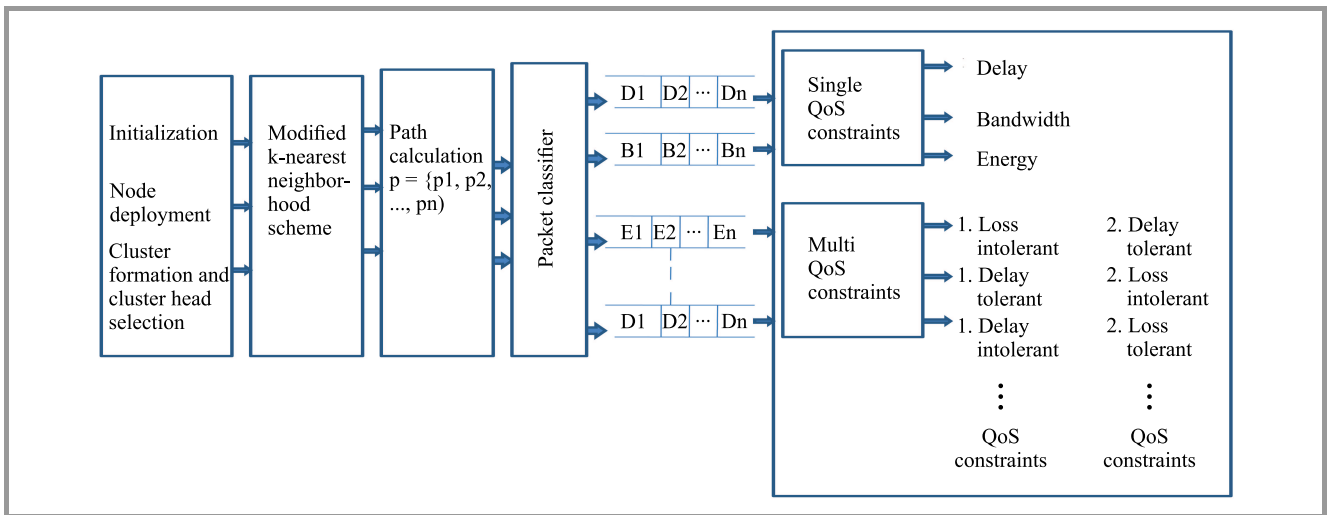 Initialization
Node
deployment
Cluster
formation and
cluster head
selection
Modified
k-nearest
neighbor-
hood
scheme
Path
calculation
p = {p1, p2,
..., pn)
Packet classifier
D1 D2 ... Dn
B1 B2 ... Bn
E1 E2 ... En
D1 D2 ... Dn
Single
QoS
constraints
Delay
Bandwidth
Energy
Multi
QoS
constraints
1. Loss
intolerant
2. Delay
tolerant
1. Delay
tolerant
2. Loss
intolerant
1. Delay
intolerant
2. Loss
tolerant
QoS
constraints
QoS
constraints